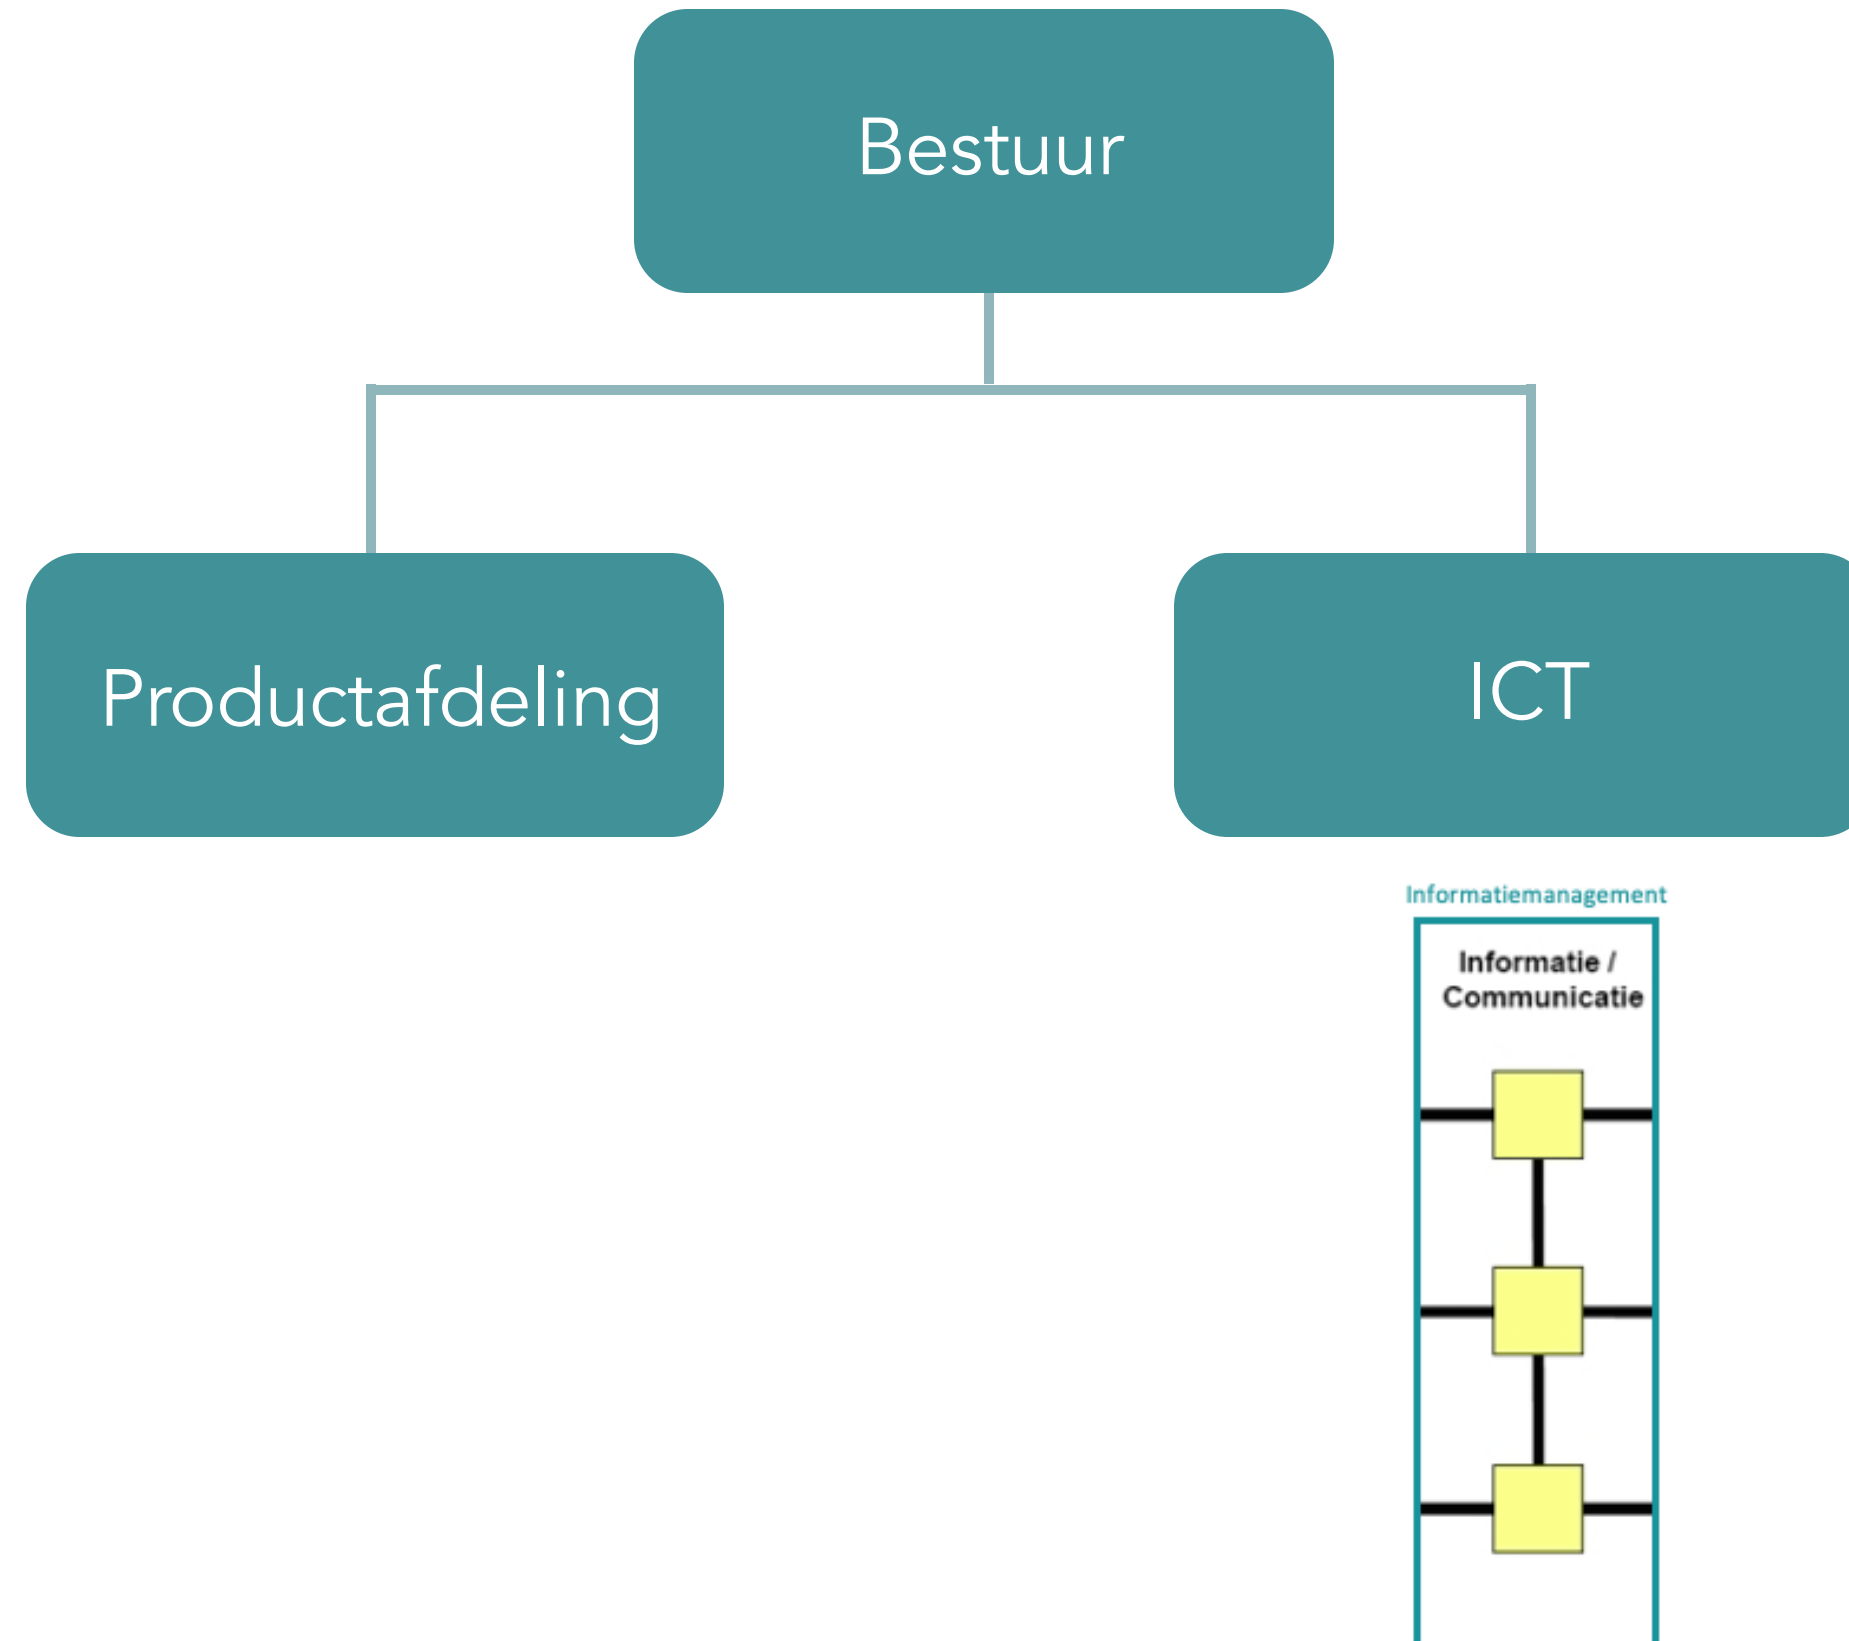 Bestuur
Productafdeling
ICT
Informatiemanagement
Informatie /
Communicatie